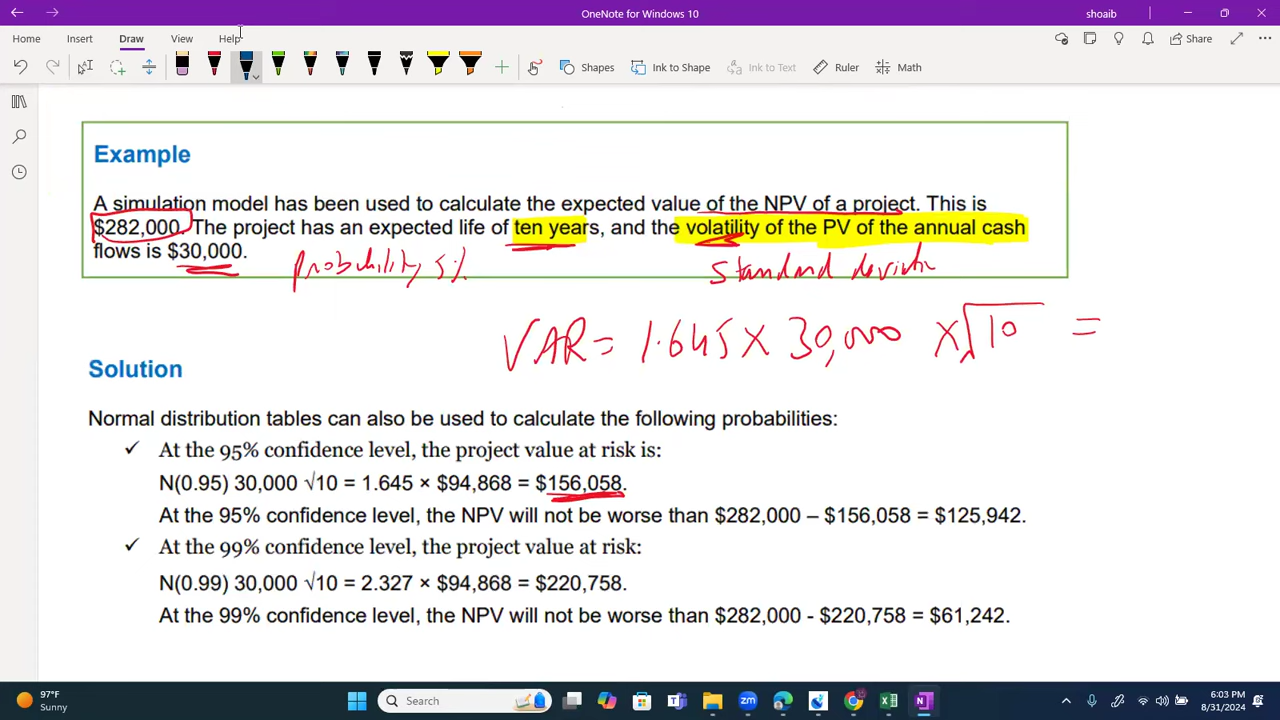 OneNote for Windows 10
shoaib
Home Insert Draw View Help
Share
Shapes Ink to Shape Ink to Text Ruler Math
Example
A simulation model has been used to calculate the expected value of the NPV of a project. This is
$282,000. The project has an expected life of ten years, and the volatility of the PV of the annual cash
flows is $30,000.
probability 5%
Standard deviation
VAR = 1.645 × 30,000 × √10 =
Solution
Normal distribution tables can also be used to calculate the following probabilities:
✓ At the 95% confidence level, the project value at risk is:
N(0.95) 30,000 √10 = 1.645 × $94,868 = $156,058.
At the 95% confidence level, the NPV will not be worse than $282,000 – $156,058 = $125,942.
✓ At the 99% confidence level, the project value at risk:
N(0.99) 30,000 √10 = 2.327 × $94,868 = $220,758.
At the 99% confidence level, the NPV will not be worse than $282,000 - $220,758 = $61,242.
97°F
Sunny
Search
6:03 PM
8/31/2024